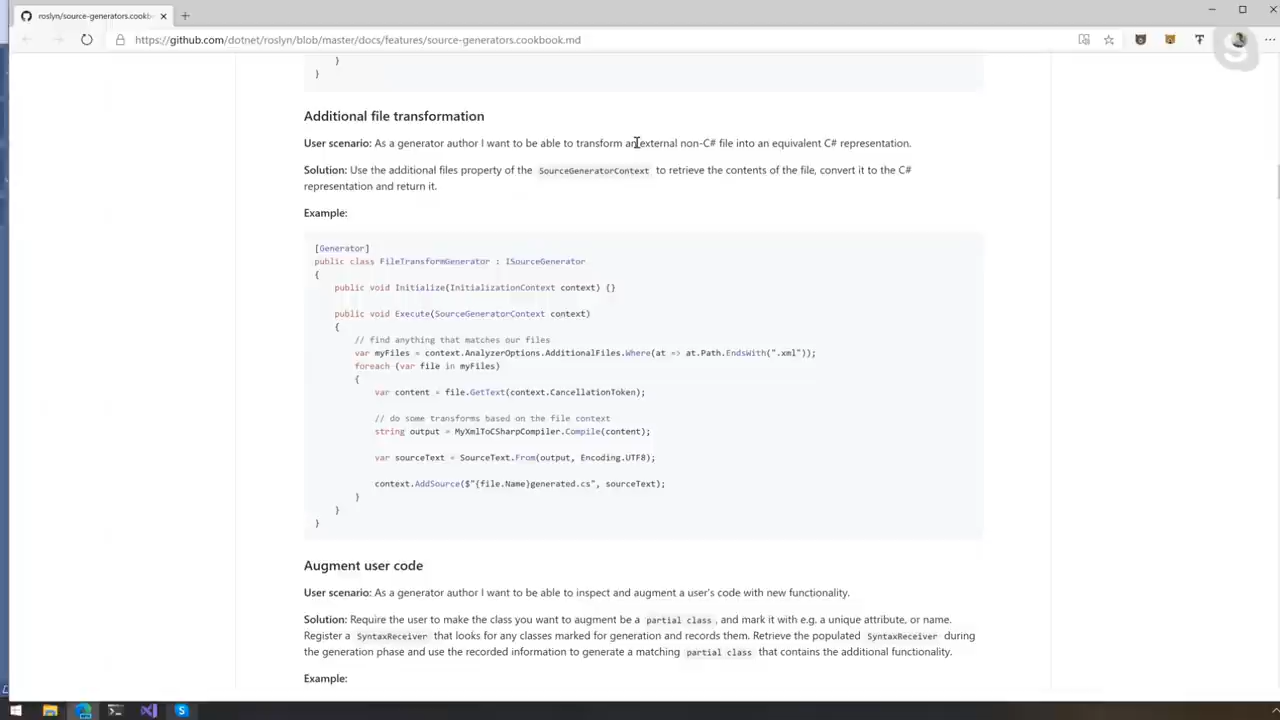 roslyn/source-generators.cookb
https://github.com/dotnet/roslyn/blob/master/docs/features/source-generators.cookbook.md
}
}
Additional file transformation
User scenario: As a generator author I want to be able to transform an external non-C# file into an equivalent C# representation.
Solution: Use the additional files property of the SourceGeneratorContext to retrieve the contents of the file, convert it to the C#
representation and return it.
Example:
[Generator]
public class FileTransformGenerator : ISourceGenerator
{
public void Initialize(InitializationContext context) {}
public void Execute(SourceGeneratorContext context)
{
// find anything that matches our files
var myFiles = context.AnalyzerOptions.AdditionalFiles.Where(at => at.Path.EndsWith(".xml"));
foreach (var file in myFiles)
{
var content = file.GetText(context.CancellationToken);
// do some transforms based on the file context
string output = MyXmlToCSharpCompiler.Compile(content);
var sourceText = SourceText.From(output, Encoding.UTF8);
context.AddSource($"{file.Name}generated.cs", sourceText);
}
}
}
Augment user code
User scenario: As a generator author I want to be able to inspect and augment a user's code with new functionality.
Solution: Require the user to make the class you want to augment be a partial class, and mark it with e.g. a unique attribute, or name.
Register a SyntaxReceiver that looks for any classes marked for generation and records them. Retrieve the populated SyntaxReceiver during
the generation phase and use the recorded information to generate a matching partial class that contains the additional functionality.
Example: